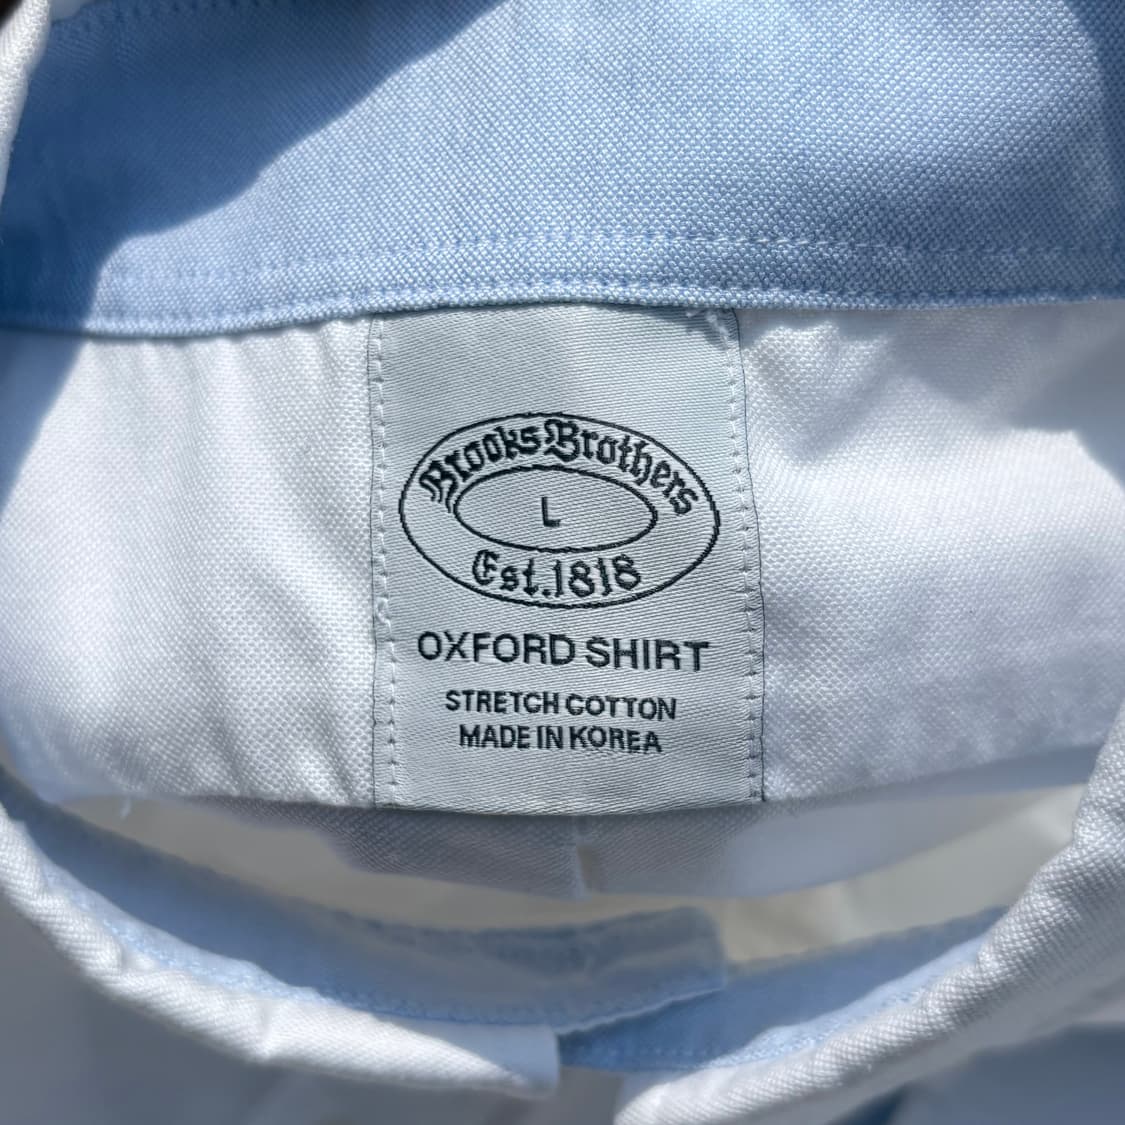 Brooks Brothers
L
Est. 1818
OXFORD SHIRT
STRETCH COTTON
MADE IN KOREA